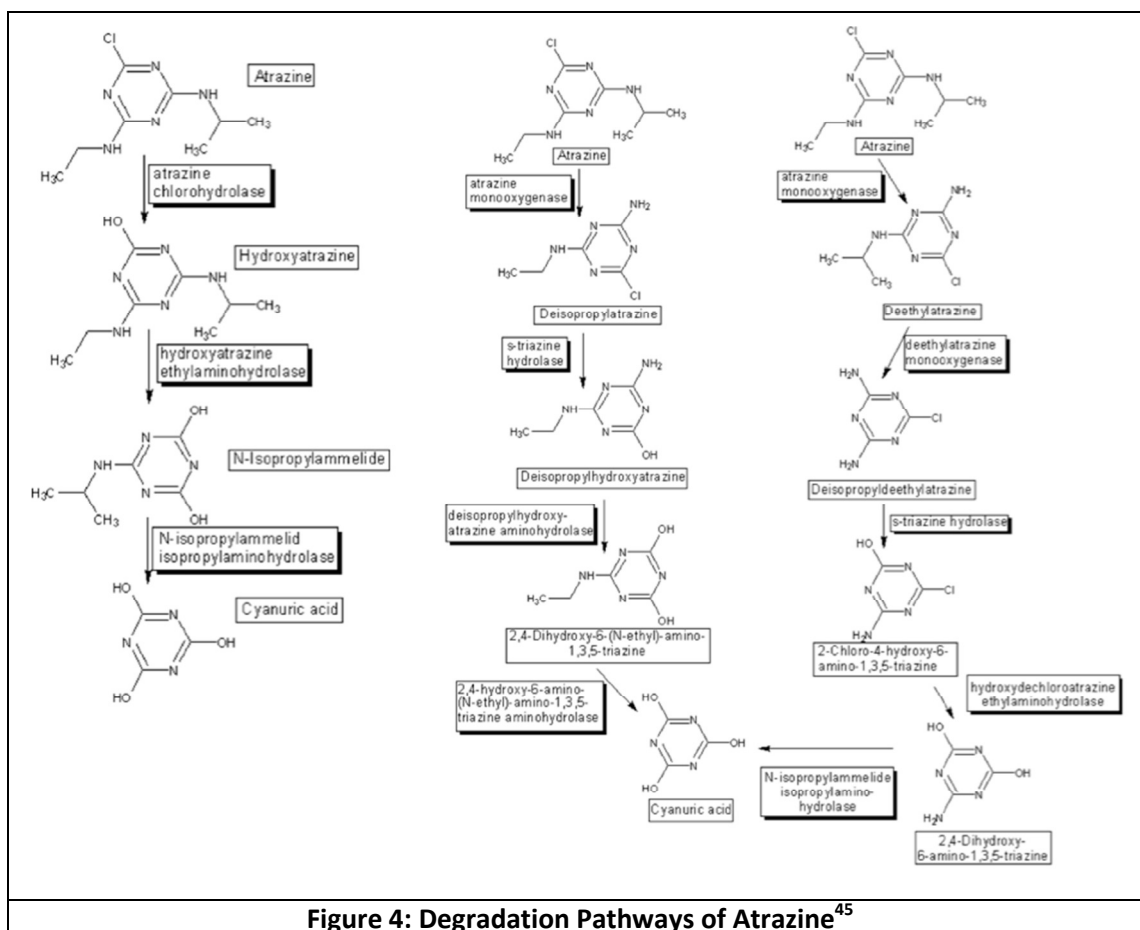 Cl
N
N
N
NH
CH₃
H₃C
NH
H₃C
Atrazine
atrazine
chlorohydrolase
HO
N
N
N
NH
CH₃
H₃C
NH
H₃C
Hydroxyatrazine
hydroxyatrazine
ethylaminohydrolase
OH
N
N
N
NH
H₃C
CH₃
OH
N-Isopropylammelide
N-isopropylammelid
isopropylaminohydrolase
Cyanuric acid
HO
N
N
N
OH
HO
Cl
N
N
N
NH
CH₃
H₃C
NH
H₃C
Atrazine
atrazine
monooxygenase
NH₂
N
N
N
NH
H₃C
Cl
Deisopropylatrazine
s-triazine
hydrolase
NH₂
N
N
N
NH
H₃C
OH
Deisopropylhydroxyatrazine
deisopropylhydroxy-
atrazine aminohydrolase
OH
N
N
N
NH
H₃C
OH
2,4-Dihydroxy-6-(N-ethyl)-amino-
1,3,5-triazine
2,4-hydroxy-6-amino-
(N-ethyl)-amino-1,3,5-
triazine aminohydrolase
HO
N
N
N
OH
HO
Cyanuric acid
Cl
N
N
N
NH
CH₃
H₃C
NH
H₃C
Atrazine
atrazine
monooxygenase
NH₂
N
N
N
NH
H₃C
CH₃
Cl
Deethylatrazine
deethylatrazine
monooxygenase
H₂N
N
N
N
Cl
H₂N
Deisopropyldeethylatrazine
s-triazine hydrolase
HO
N
N
N
Cl
H₂N
2-Chloro-4-hydroxy-6-
amino-1,3,5-triazine
hydroxydechloroatrazine
ethylaminohydrolase
HO
N
N
N
OH
H₂N
2,4-Dihydroxy-
6-amino-1,3,5-triazine
N-isopropylammelide
isopropylamino-
hydrolase
Figure 4: Degradation Pathways of Atrazine⁴⁵